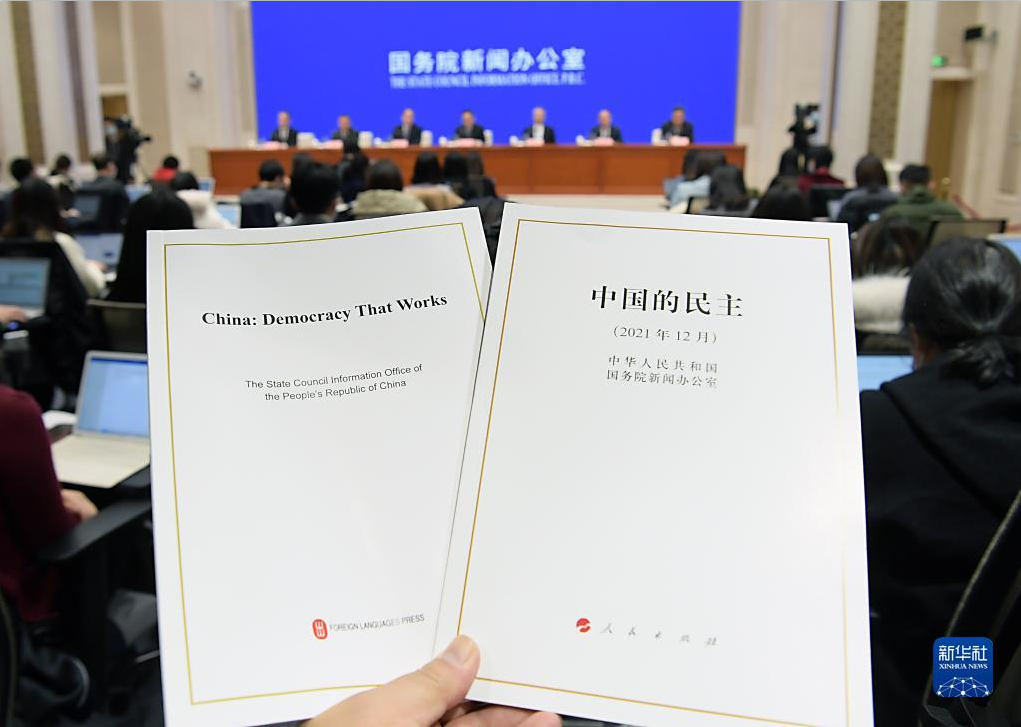 国务院新闻办公室
THE STATE COUNCIL INFORMATION OFFICE, P.R.C.
China: Democracy That Works
The State Council Information Office of
the People's Republic of China
FOREIGN LANGUAGES PRESS
中国的民主
(2021 年 12 月)
中华人民共和国
国务院新闻办公室
人民出版社
新华社
XINHUA NEWS